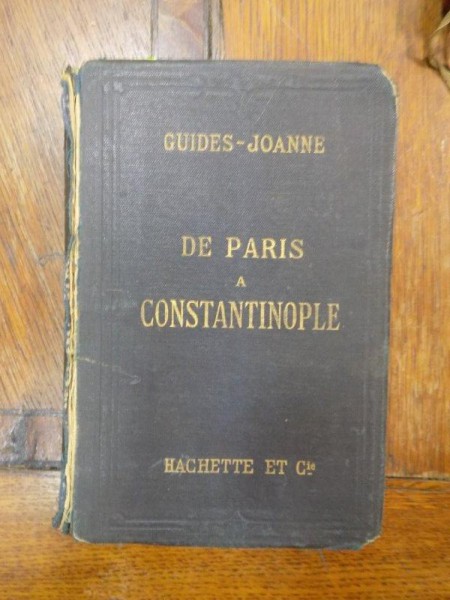 GUIDES-JOANNE
DE PARIS
A
CONSTANTINOPLE
HACHETTE ET Cie